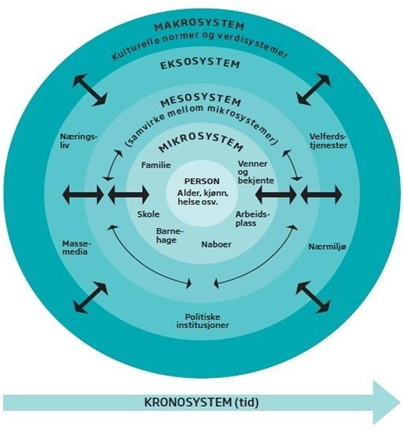 MAKROSYSTEM
Kulturelle normer og verdisystemer
EKSOSYSTEM
MESOSYSTEM
(samvirke mellom mikrosystemer)
MIKROSYSTEM
Nærings-
liv
Velferds-
tjenester
Familie
Venner
og
bekjente
PERSON
Alder, kjønn,
helse osv.
Skole
Arbeids-
plass
Barne-
hage
Naboer
Masse-
media
Nærmiljø
Politiske
institusjoner
KRONOSYSTEM (tid)